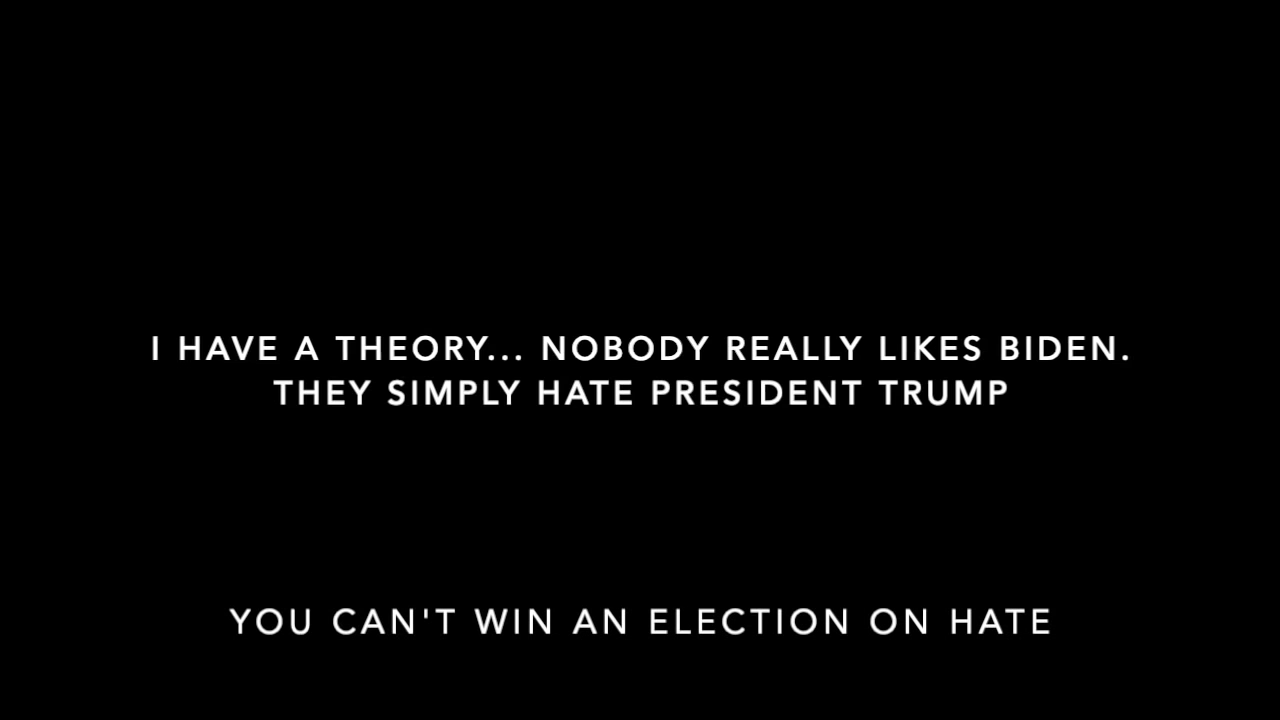 I HAVE A THEORY... NOBODY REALLY LIKES BIDEN.
THEY SIMPLY HATE PRESIDENT TRUMP
YOU CAN'T WIN AN ELECTION ON HATE